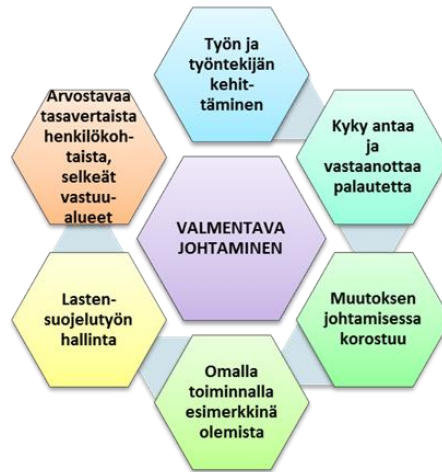 Työn ja
työntekijän
kehit-
täminen
Arvostavaa
tasavertaista
henkilökoh-
taista,
selkeät
vastuu-
alueet
Kyky antaa
ja
vastaanottaa
palautetta
VALMENTAVA
JOHTAMINEN
Lasten-
suojelutyön
hallinta
Muutoksen
johtamisessa
korostuu
Omalla
toiminnalla
esimerkkinä
olemista